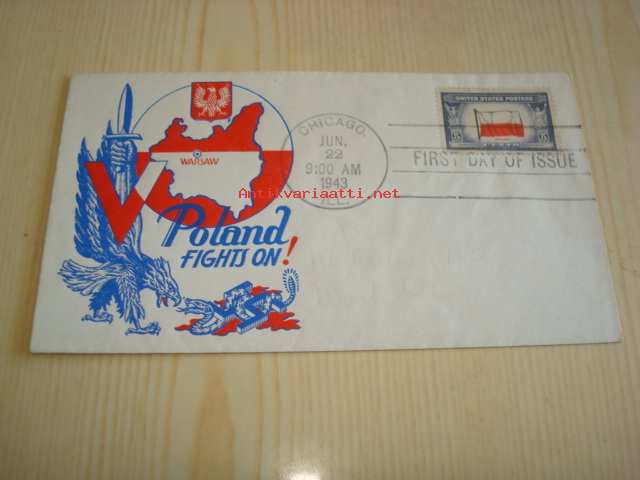 WARSAW
V
Poland
FIGHTS ON!
CHICAGO,
JUN.
22
9:00 AM
1943
ILL.
UNITED STATES POSTAGE
FIRST DAY OF ISSUE
Antikvariaatti.net